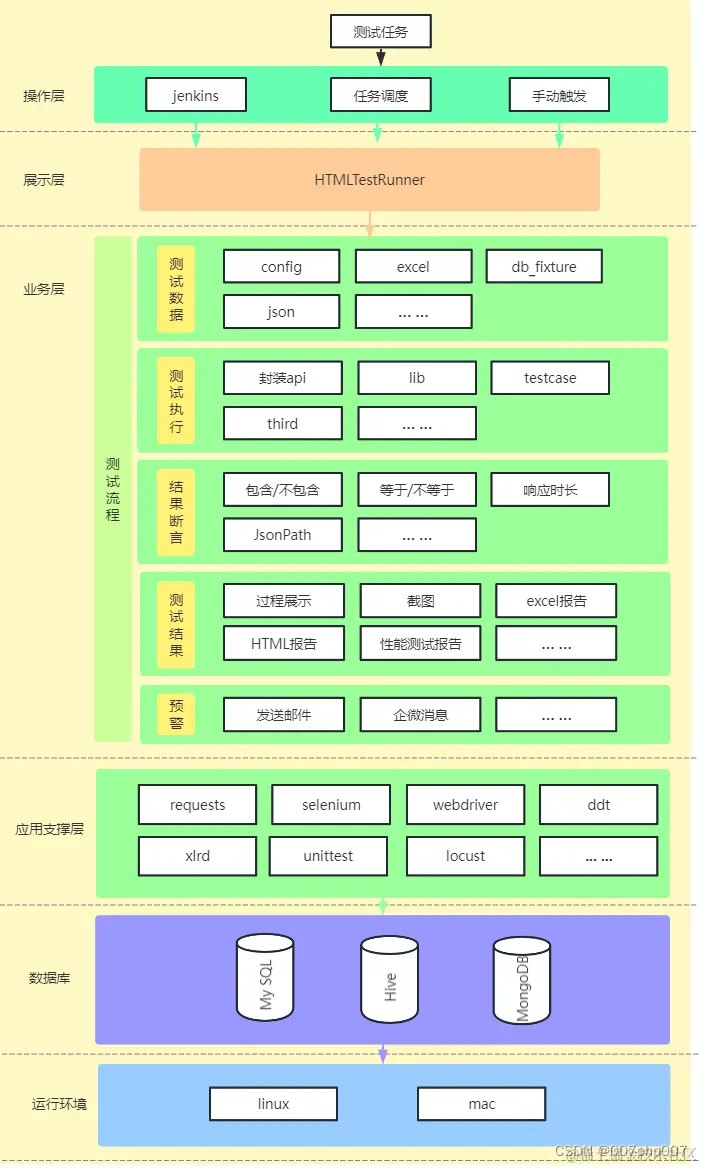 测试任务
操作层
jenkins
任务调度
手动触发
展示层
HTMLTestRunner
业务层
测试流程
测试数据
config
excel
db_fixture
json
... ...
测试执行
封装api
lib
testcase
third
... ...
结果断言
包含/不包含
等于/不等于
响应时长
JsonPath
... ...
测试结果
过程展示
截图
excel报告
HTML报告
性能测试报告
... ...
预警
发送邮件
企微消息
... ...
应用支撑层
requests
selenium
webdriver
ddt
xlrd
unittest
locust
... ...
数据库
My SQL
Hive
MongoDB
运行环境
linux
mac
CSDN @007php007